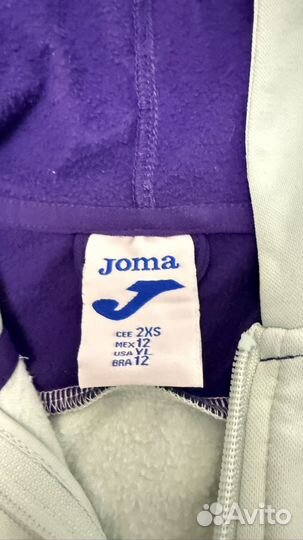 Joma
CEE 2XS
MEX 12
USA YL
BRA 12
Avito